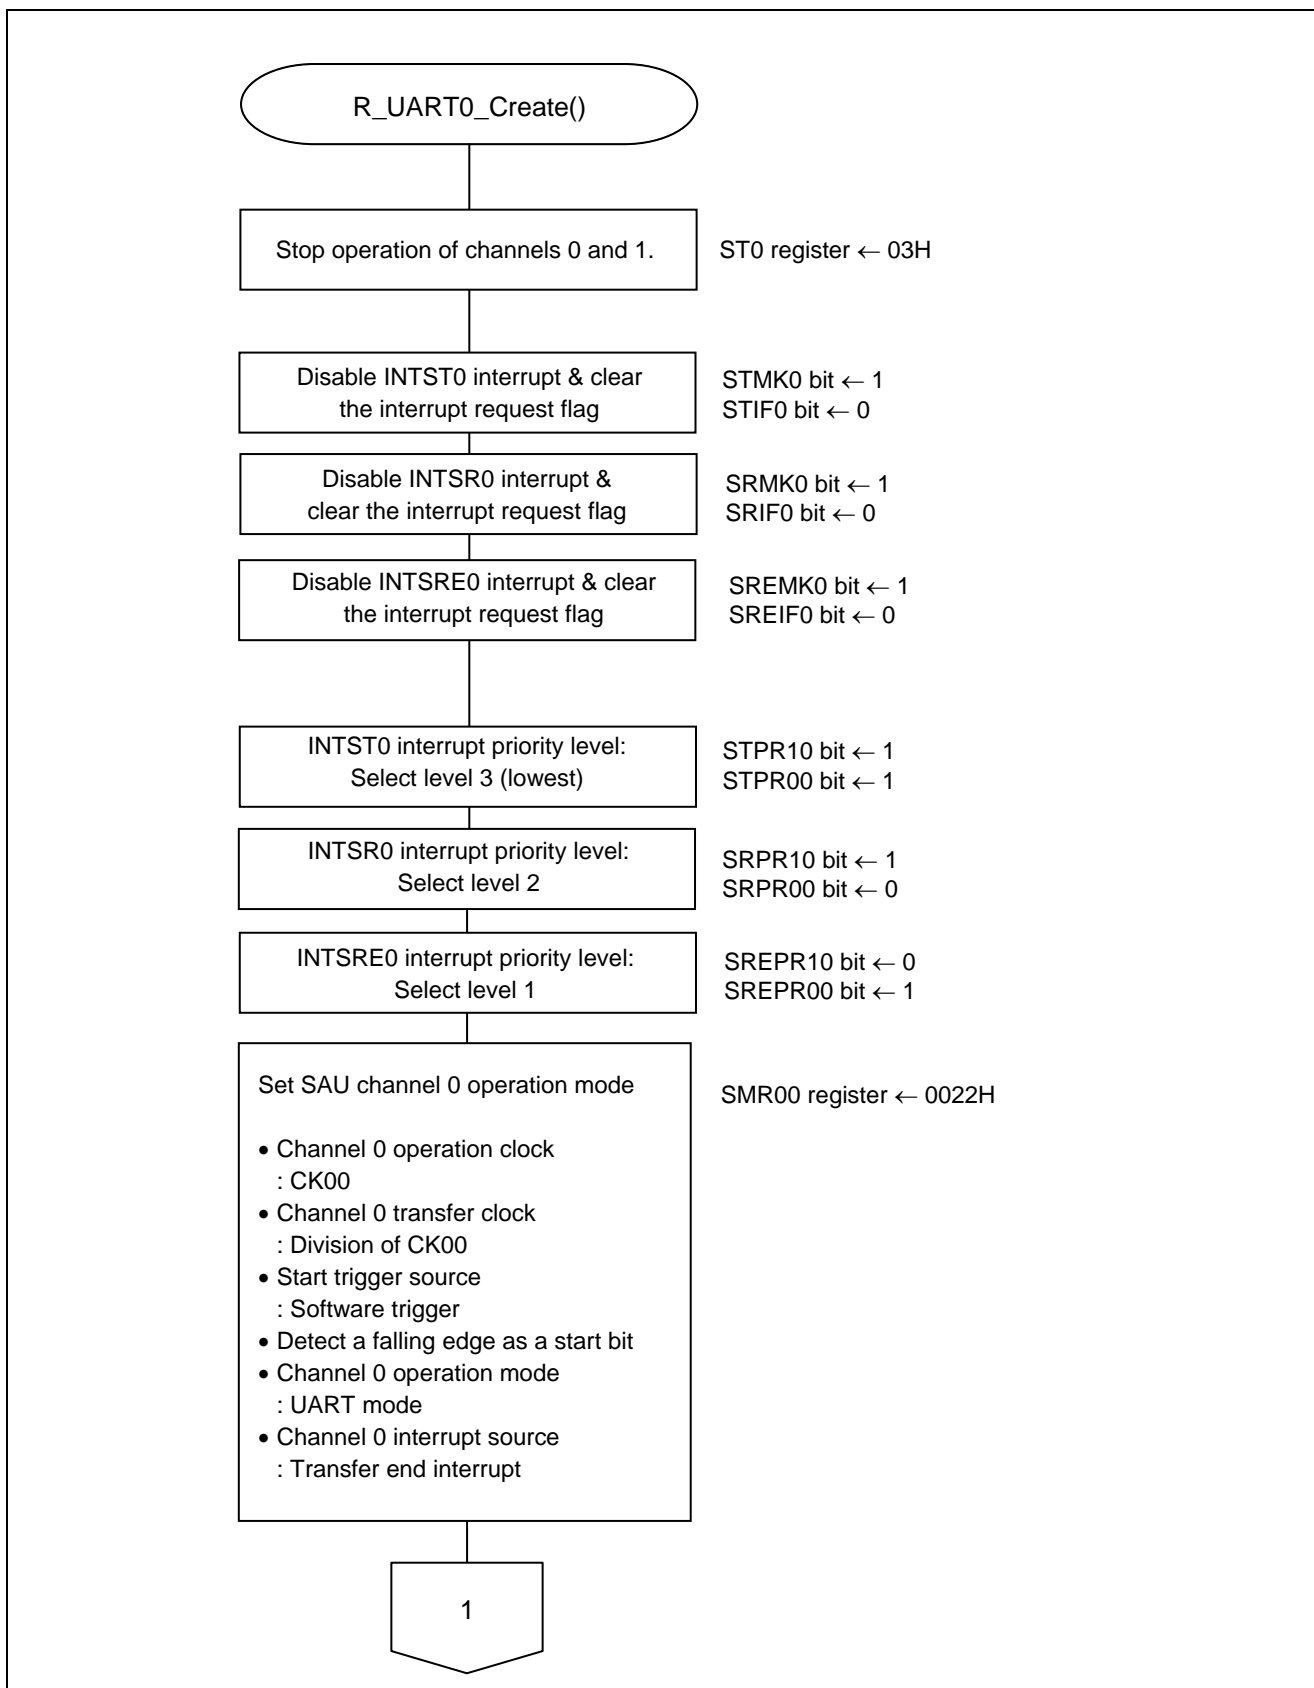 R_UART0_Create()
Stop operation of channels 0 and 1.
ST0 register ← 03H
Disable INTST0 interrupt & clear
the interrupt request flag
STMK0 bit ← 1
STIF0 bit ← 0
Disable INTSR0 interrupt &
clear the interrupt request flag
SRMK0 bit ← 1
SRIF0 bit ← 0
Disable INTSRE0 interrupt & clear
the interrupt request flag
SREMK0 bit ← 1
SREIF0 bit ← 0
INTST0 interrupt priority level:
Select level 3 (lowest)
STPR10 bit ← 1
STPR00 bit ← 1
INTSR0 interrupt priority level:
Select level 2
SRPR10 bit ← 1
SRPR00 bit ← 0
INTSRE0 interrupt priority level:
Select level 1
SREPR10 bit ← 0
SREPR00 bit ← 1
Set SAU channel 0 operation mode
SMR00 register ← 0022H
• Channel 0 operation clock
: CK00
• Channel 0 transfer clock
: Division of CK00
• Start trigger source
: Software trigger
• Detect a falling edge as a start bit
• Channel 0 operation mode
: UART mode
• Channel 0 interrupt source
: Transfer end interrupt
1